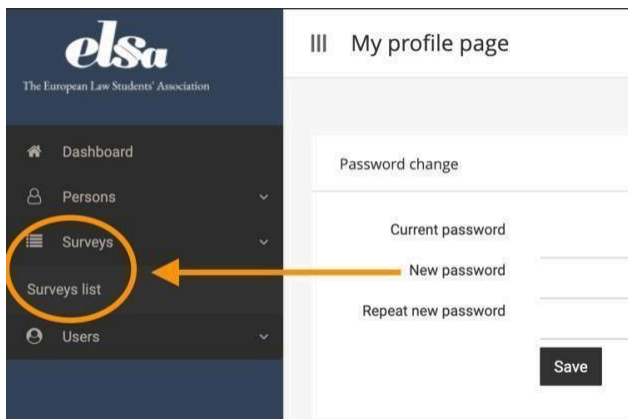 elsa
The European Law Students' Association
Dashboard
Persons
Surveys
Surveys list
Users
My profile page
Password change
Current password
New password
Repeat new password
Save